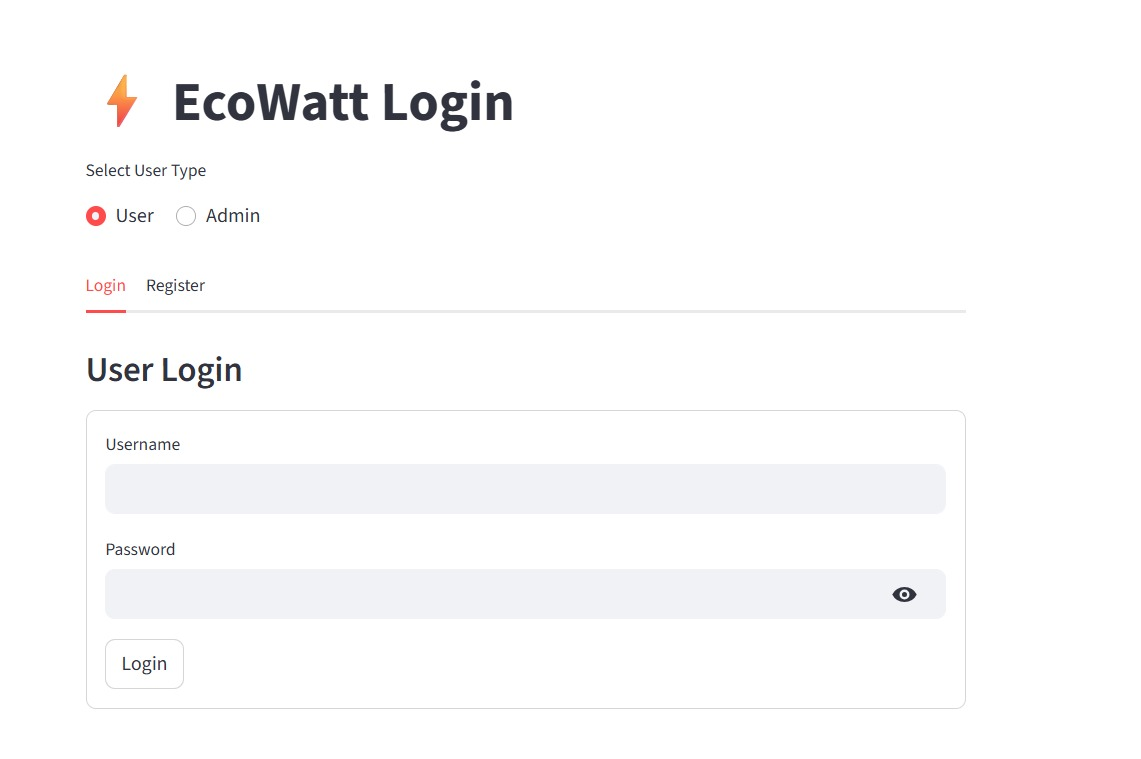 EcoWatt Login
Select User Type
User Admin
Login Register
User Login
Username
Password
Login